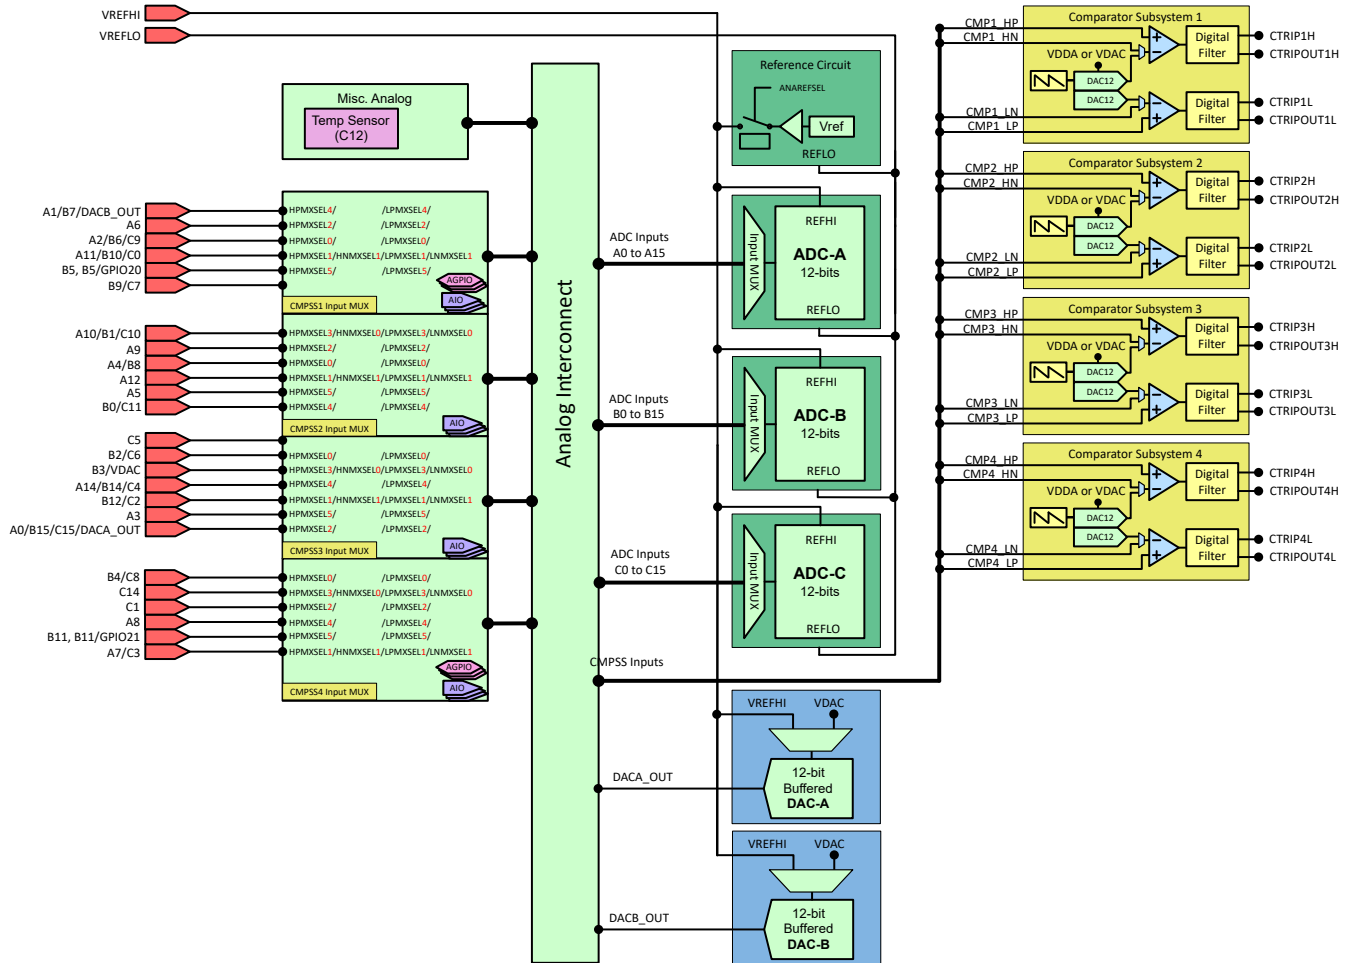 VREFHI
VREFLO
Misc. Analog
Temp Sensor
(C12)
A1/B7/DACB_OUT
A6
A2/B6/C9
A11/B10/C0
B5, B5/GPIO20
B9/C7
HPMXSEL4/ /LPMXSEL4/
HPMXSEL2/ /LPMXSEL2/
HPMXSEL0/ /LPMXSEL0/
HPMXSEL1/HNMXSEL1/LPMXSEL1/LNMXSEL1
HPMXSEL5/ /LPMXSEL5/
AGPIO
AIO
CMPSS1 Input MUX
A10/B1/C10
A9
A4/B8
A12
A5
B0/C11
HPMXSEL3/HNMXSEL0/LPMXSEL3/LNMXSEL0
HPMXSEL2/ /LPMXSEL2/
HPMXSEL0/ /LPMXSEL0/
HPMXSEL1/HNMXSEL1/LPMXSEL1/LNMXSEL1
HPMXSEL5/ /LPMXSEL5/
HPMXSEL4/ /LPMXSEL4/
AIO
CMPSS2 Input MUX
C5
B2/C6
B3/VDAC
A14/B14/C4
B12/C2
A3
A0/B15/C15/DACA_OUT
HPMXSEL0/ /LPMXSEL0/
HPMXSEL3/HNMXSEL0/LPMXSEL3/LNMXSEL0
HPMXSEL4/ /LPMXSEL4/
HPMXSEL1/HNMXSEL1/LPMXSEL1/LNMXSEL1
HPMXSEL5/ /LPMXSEL5/
HPMXSEL2/ /LPMXSEL2/
AIO
CMPSS3 Input MUX
B4/C8
C14
C1
A8
B11, B11/GPIO21
A7/C3
HPMXSEL0/ /LPMXSEL0/
HPMXSEL3/HNMXSEL0/LPMXSEL3/LNMXSEL0
HPMXSEL2/ /LPMXSEL2/
HPMXSEL4/ /LPMXSEL4/
HPMXSEL5/ /LPMXSEL5/
HPMXSEL1/HNMXSEL1/LPMXSEL1/LNMXSEL1
AGPIO
AIO
CMPSS4 Input MUX
Analog Interconnect
ADC Inputs
A0 to A15
ADC Inputs
B0 to B15
ADC Inputs
C0 to C15
CMPSS Inputs
DACA_OUT
DACB_OUT
Reference Circuit
ANAREFSEL
Vref
REFLO
Input MUX
REFHI
ADC-A
12-bits
REFLO
Input MUX
REFHI
ADC-B
12-bits
REFLO
Input MUX
REFHI
ADC-C
12-bits
REFLO
VREFHI VDAC
12-bit
Buffered
DAC-A
VREFHI VDAC
12-bit
Buffered
DAC-B
Comparator Subsystem 1
CMP1_HP
CMP1_HN
VDDA or VDAC
DAC12
DAC12
CMP1_LN
CMP1_LP
Digital
Filter
Digital
Filter
CTRIP1H
CTRIPOUT1H
CTRIP1L
CTRIPOUT1L
Comparator Subsystem 2
CMP2_HP
CMP2_HN
VDDA or VDAC
DAC12
DAC12
CMP2_LN
CMP2_LP
Digital
Filter
Digital
Filter
CTRIP2H
CTRIPOUT2H
CTRIP2L
CTRIPOUT2L
Comparator Subsystem 3
CMP3_HP
CMP3_HN
VDDA or VDAC
DAC12
DAC12
CMP3_LN
CMP3_LP
Digital
Filter
Digital
Filter
CTRIP3H
CTRIPOUT3H
CTRIP3L
CTRIPOUT3L
Comparator Subsystem 4
CMP4_HP
CMP4_HN
VDDA or VDAC
DAC12
DAC12
CMP4_LN
CMP4_LP
Digital
Filter
Digital
Filter
CTRIP4H
CTRIPOUT4H
CTRIP4L
CTRIPOUT4L